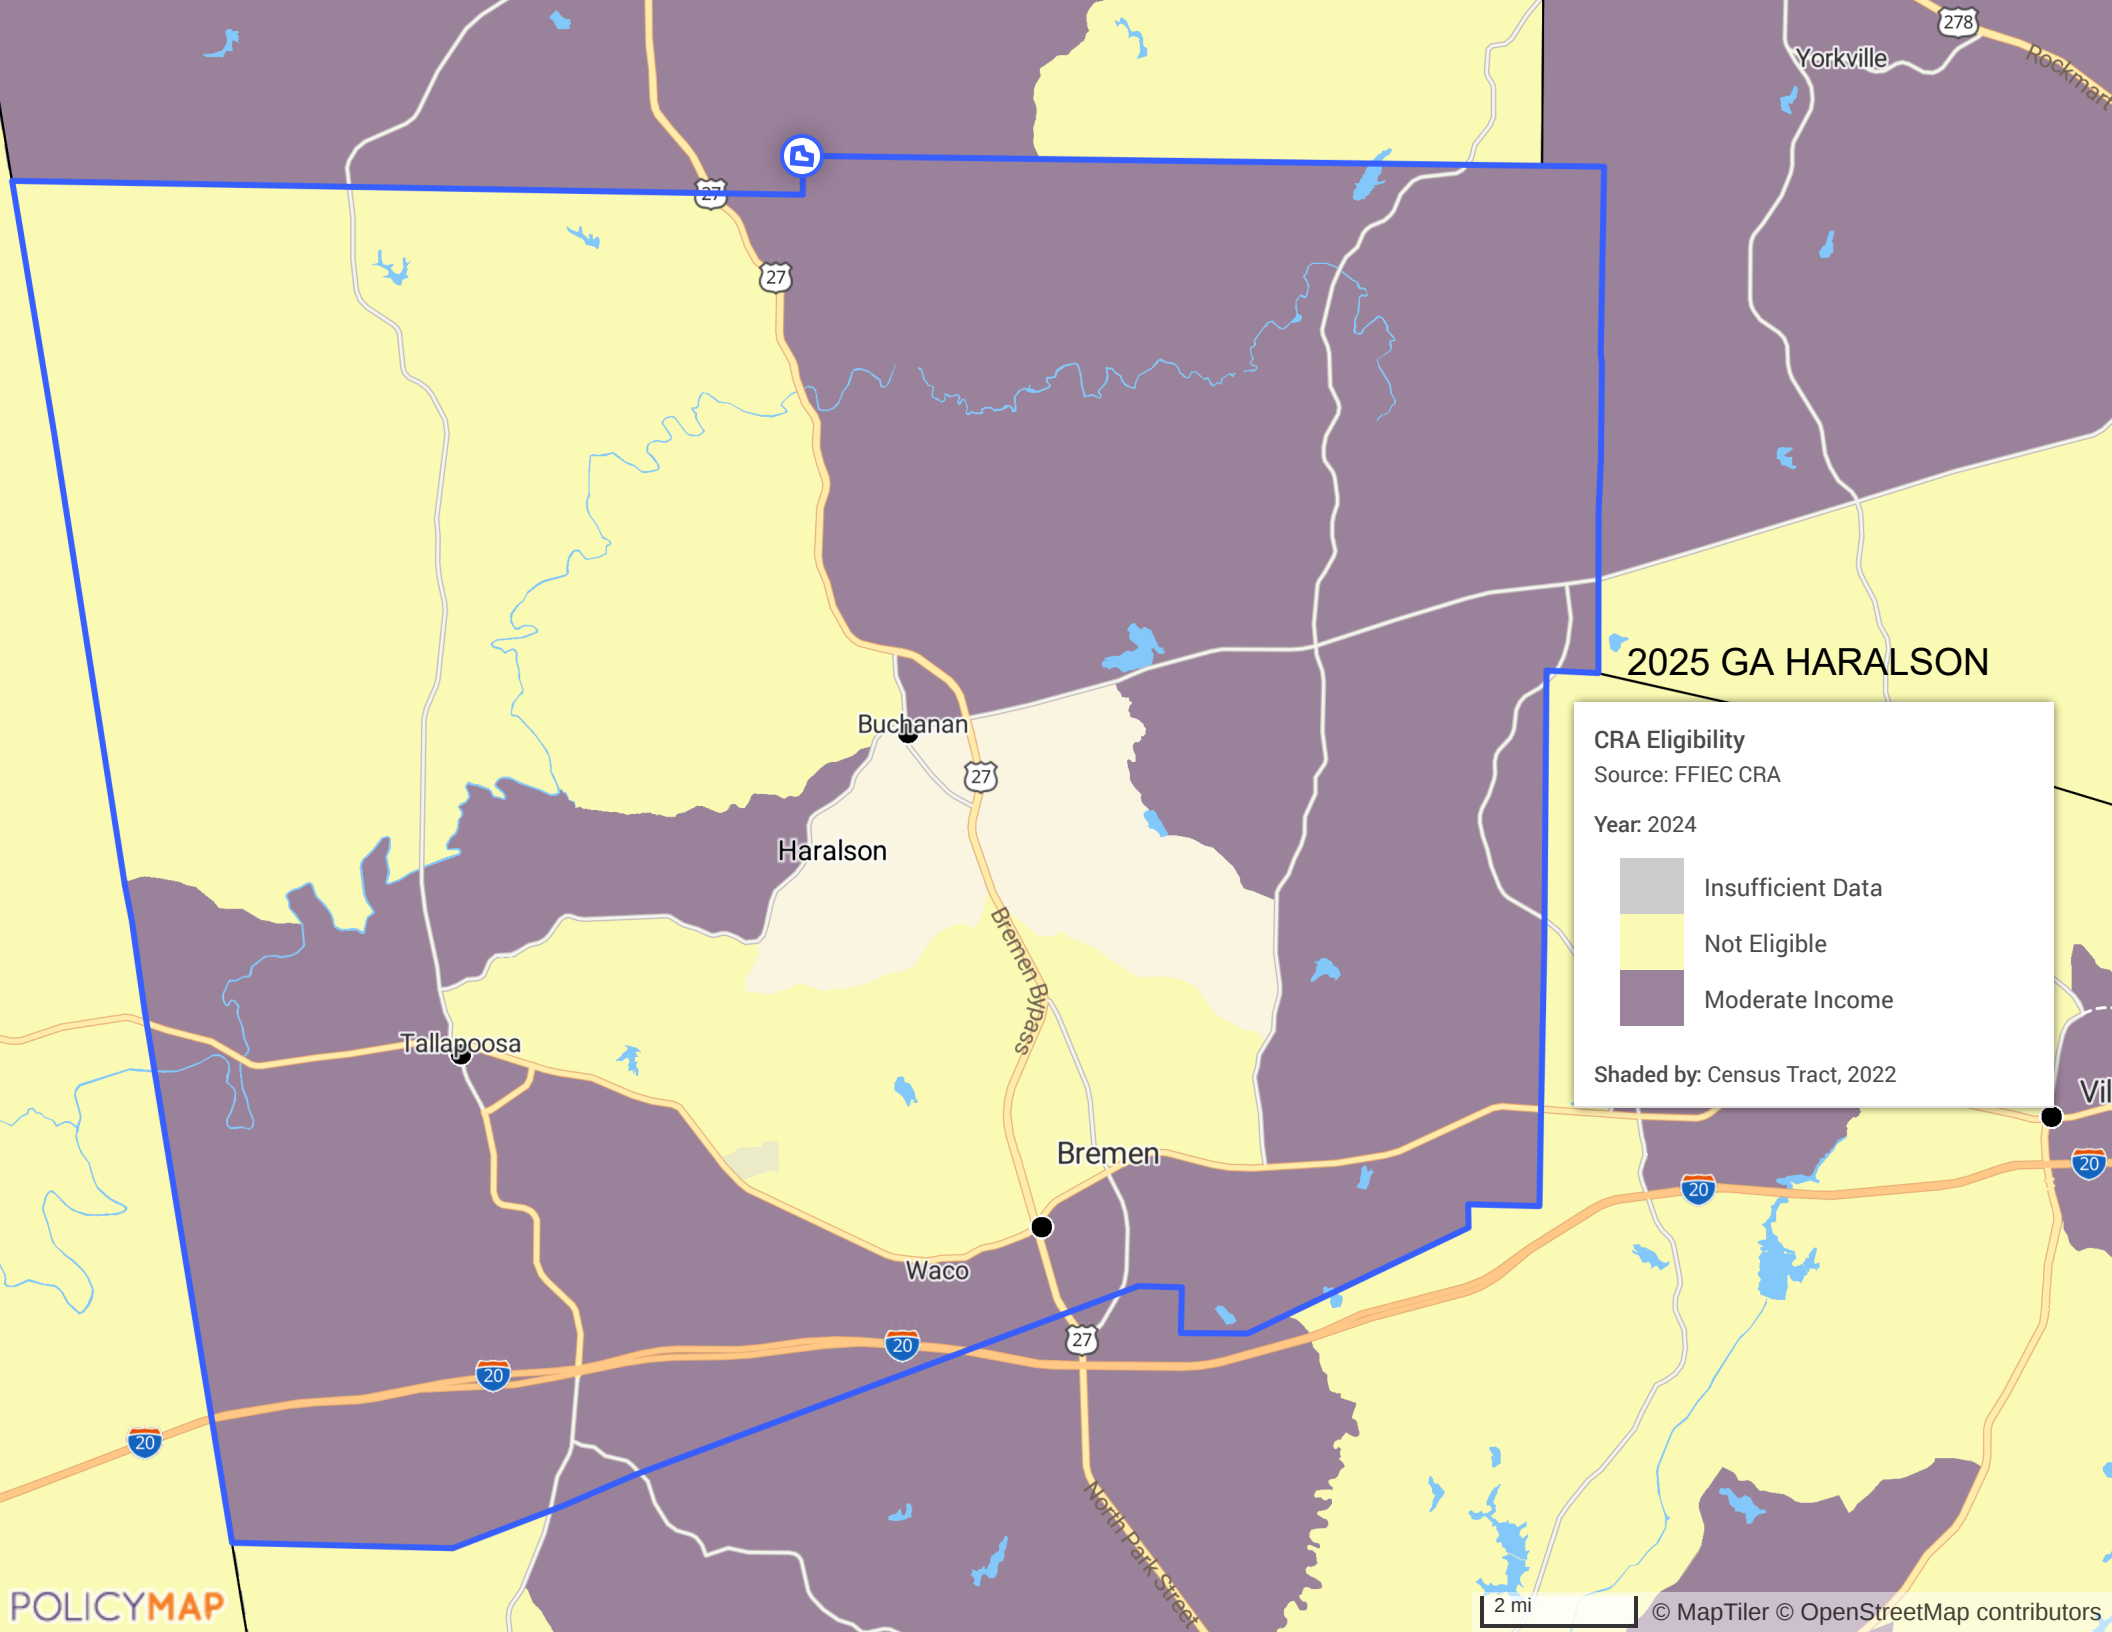 278
Yorkville
Rockmart
27
27
2025 GA HARALSON
Buchanan
27
CRA Eligibility
Source: FFIEC CRA
Year: 2024
Haralson
Insufficient Data
Not Eligible
Moderate Income
Bremen Bypass
Tallapoosa
Shaded by: Census Tract, 2022
Vil
Bremen
20
20
Waco
27
20
20
20
North Park Street
POLICYMAP
2 mi
© MapTiler © OpenStreetMap contributors